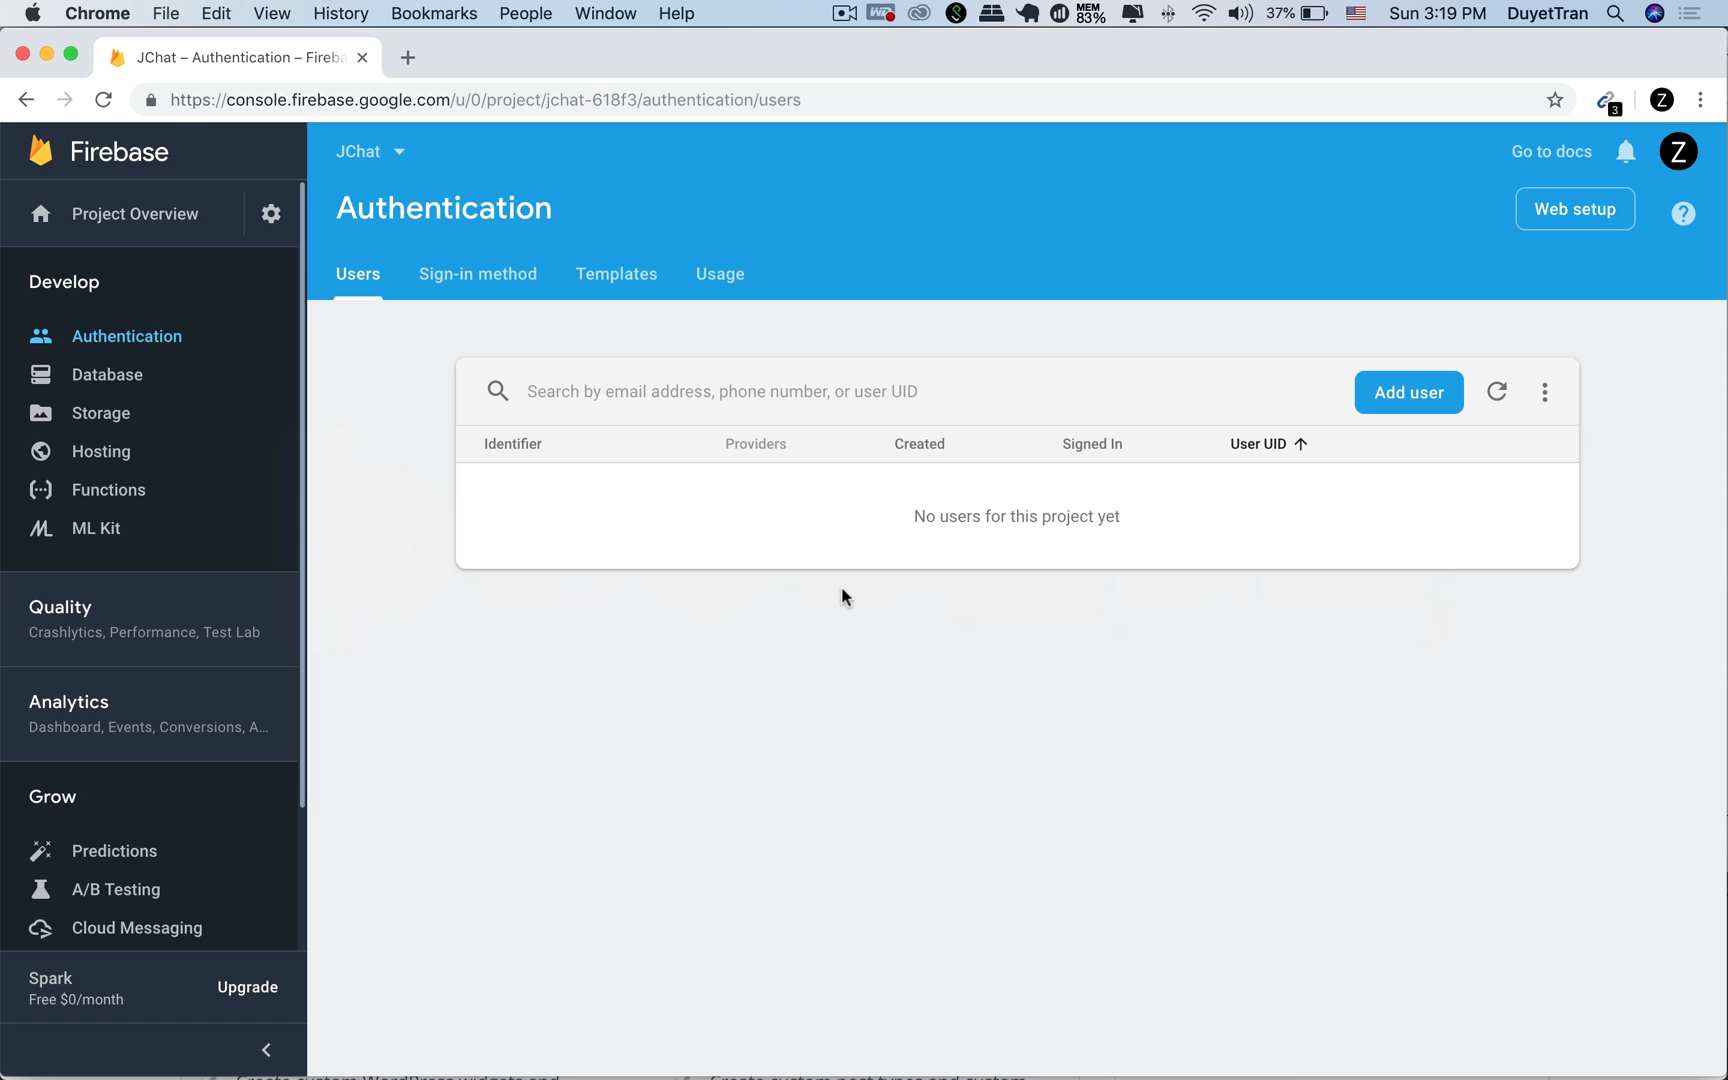 Chrome File Edit View History Bookmarks People Window Help MEM 83% 37% Sun 3:19 PM DuyetTran
JChat – Authentication – Fireba
https://console.firebase.google.com/u/0/project/jchat-618f3/authentication/users 3 Z
Firebase
JChat
Go to docs
Z
Project Overview
Authentication
Web setup
?
Users
Sign-in method
Templates
Usage
Develop
Authentication
Database
Storage
Hosting
Functions
ML Kit
Search by email address, phone number, or user UID
Add user
Identifier Providers Created Signed In User UID
No users for this project yet
Quality
Crashlytics, Performance, Test Lab
Analytics
Dashboard, Events, Conversions, A...
Grow
Predictions
A/B Testing
Cloud Messaging
Spark
Free $0/month
Upgrade